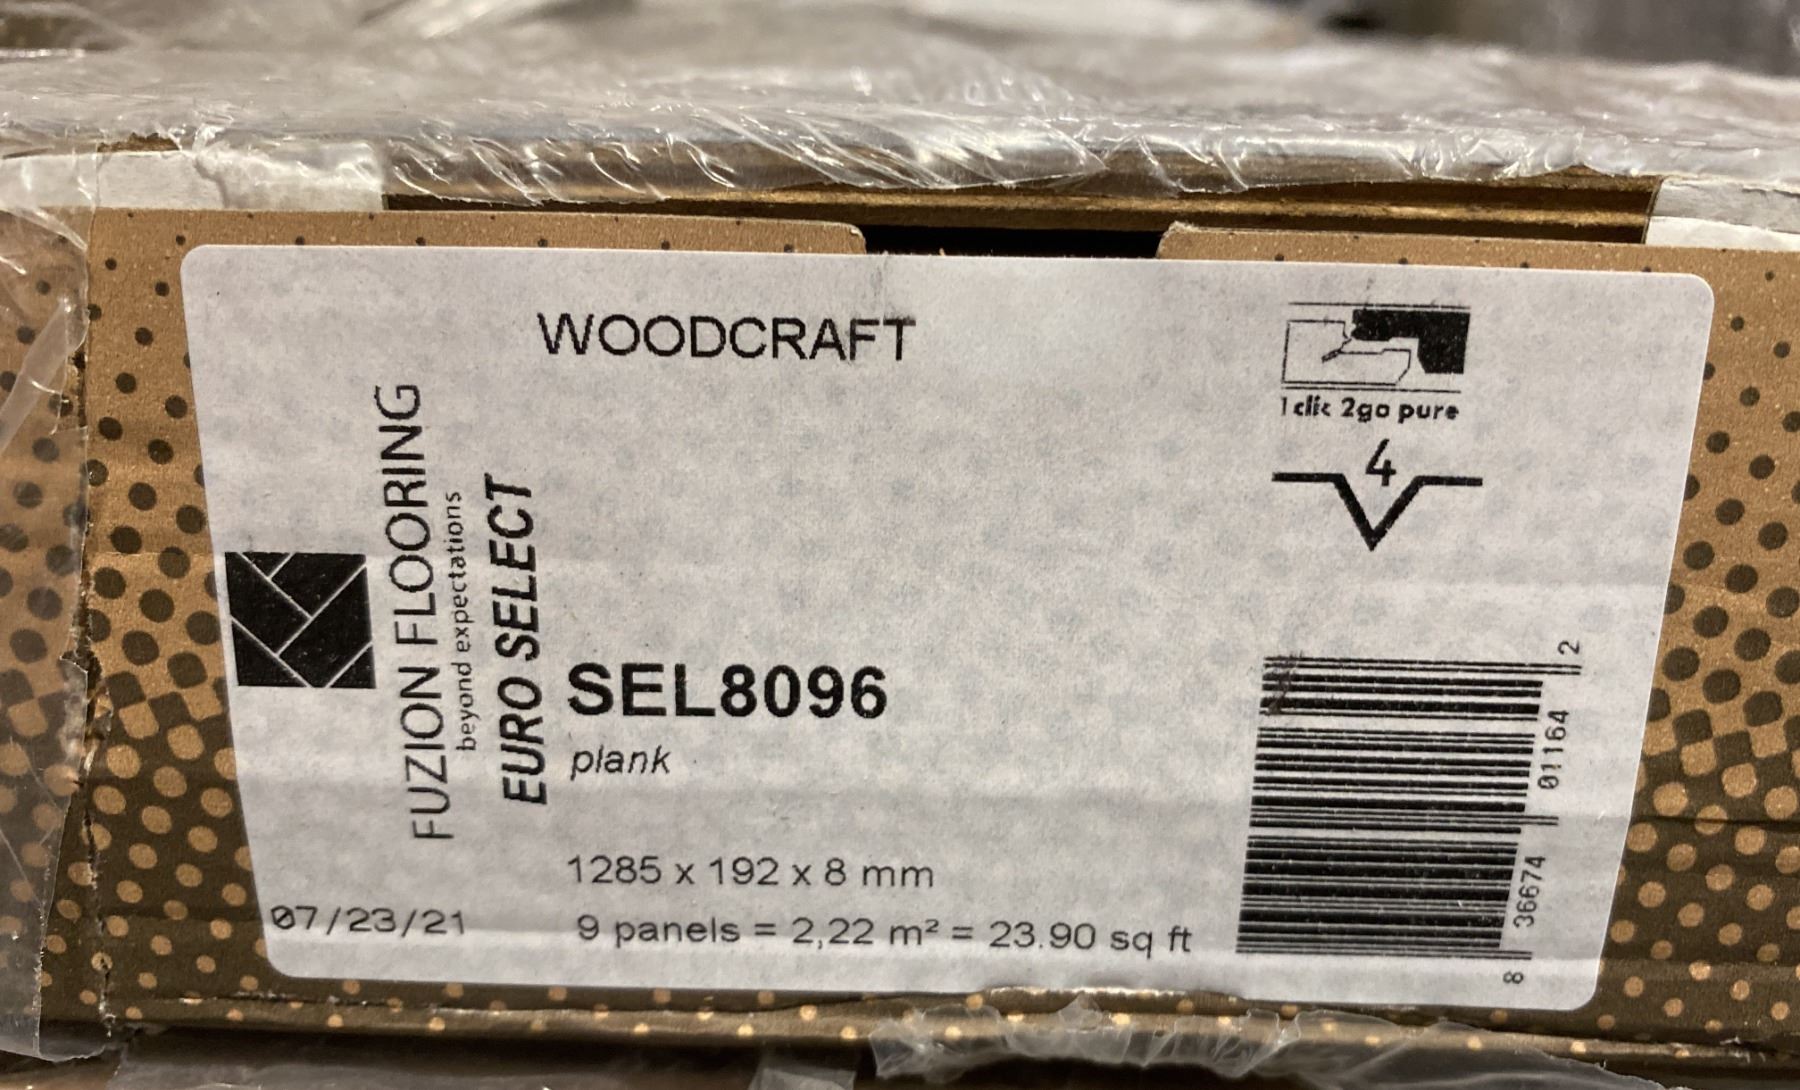 WOODCRAFT
1 clic 2go pure
4
FUZION FLOORING
beyond expectations
EURO SELECT
SEL8096
plank
1285 x 192 x 8 mm
9 panels = 2,22 m² = 23.90 sq ft
07/23/21
8 36674 01164 2